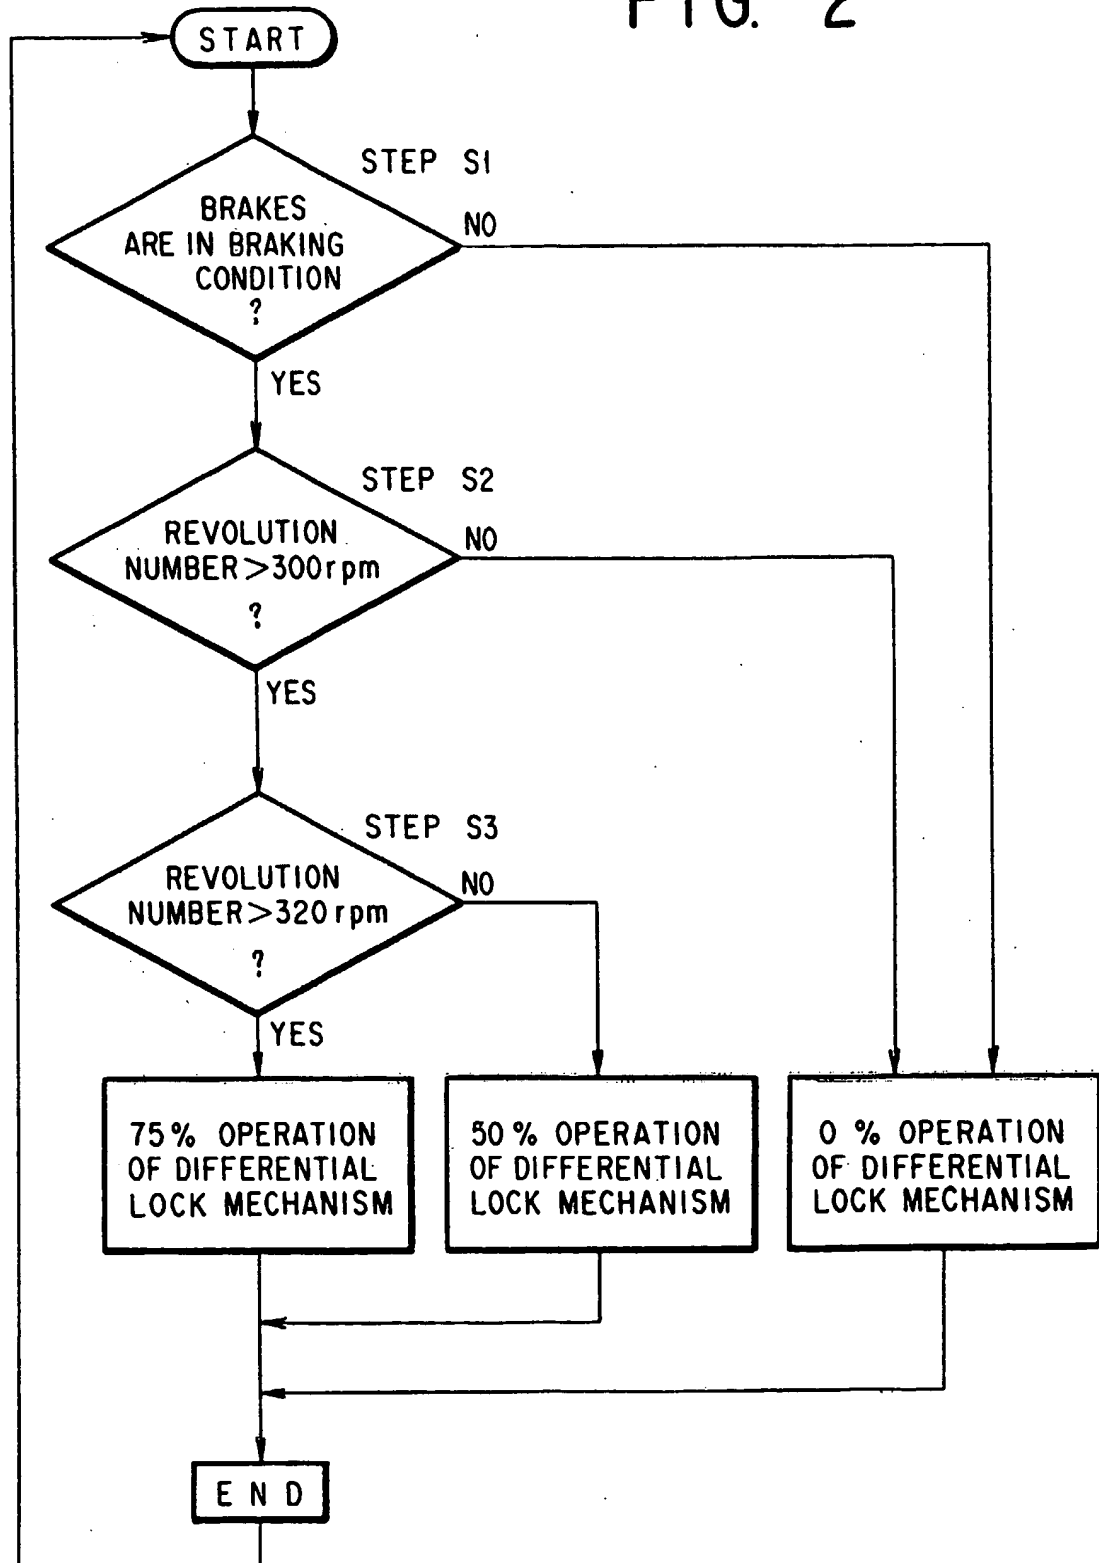 FIG. 2
START
STEP S1
BRAKES
ARE IN BRAKING
CONDITION
?
NO
YES
STEP S2
REVOLUTION
NUMBER>300rpm
?
NO
YES
STEP S3
REVOLUTION
NUMBER>320rpm
?
NO
YES
75% OPERATION
OF DIFFERENTIAL
LOCK MECHANISM
50% OPERATION
OF DIFFERENTIAL
LOCK MECHANISM
0 % OPERATION
OF DIFFERENTIAL
LOCK MECHANISM
END